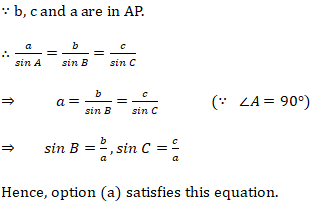 ∵ b, c and a are in AP.
∴ a/sin A = b/sin B = c/sin C
⇒ a = b/sin B = c/sin C (∵ ∠A = 90°)
⇒ sin B = b/a, sin C = c/a
Hence, option (a) satisfies this equation.